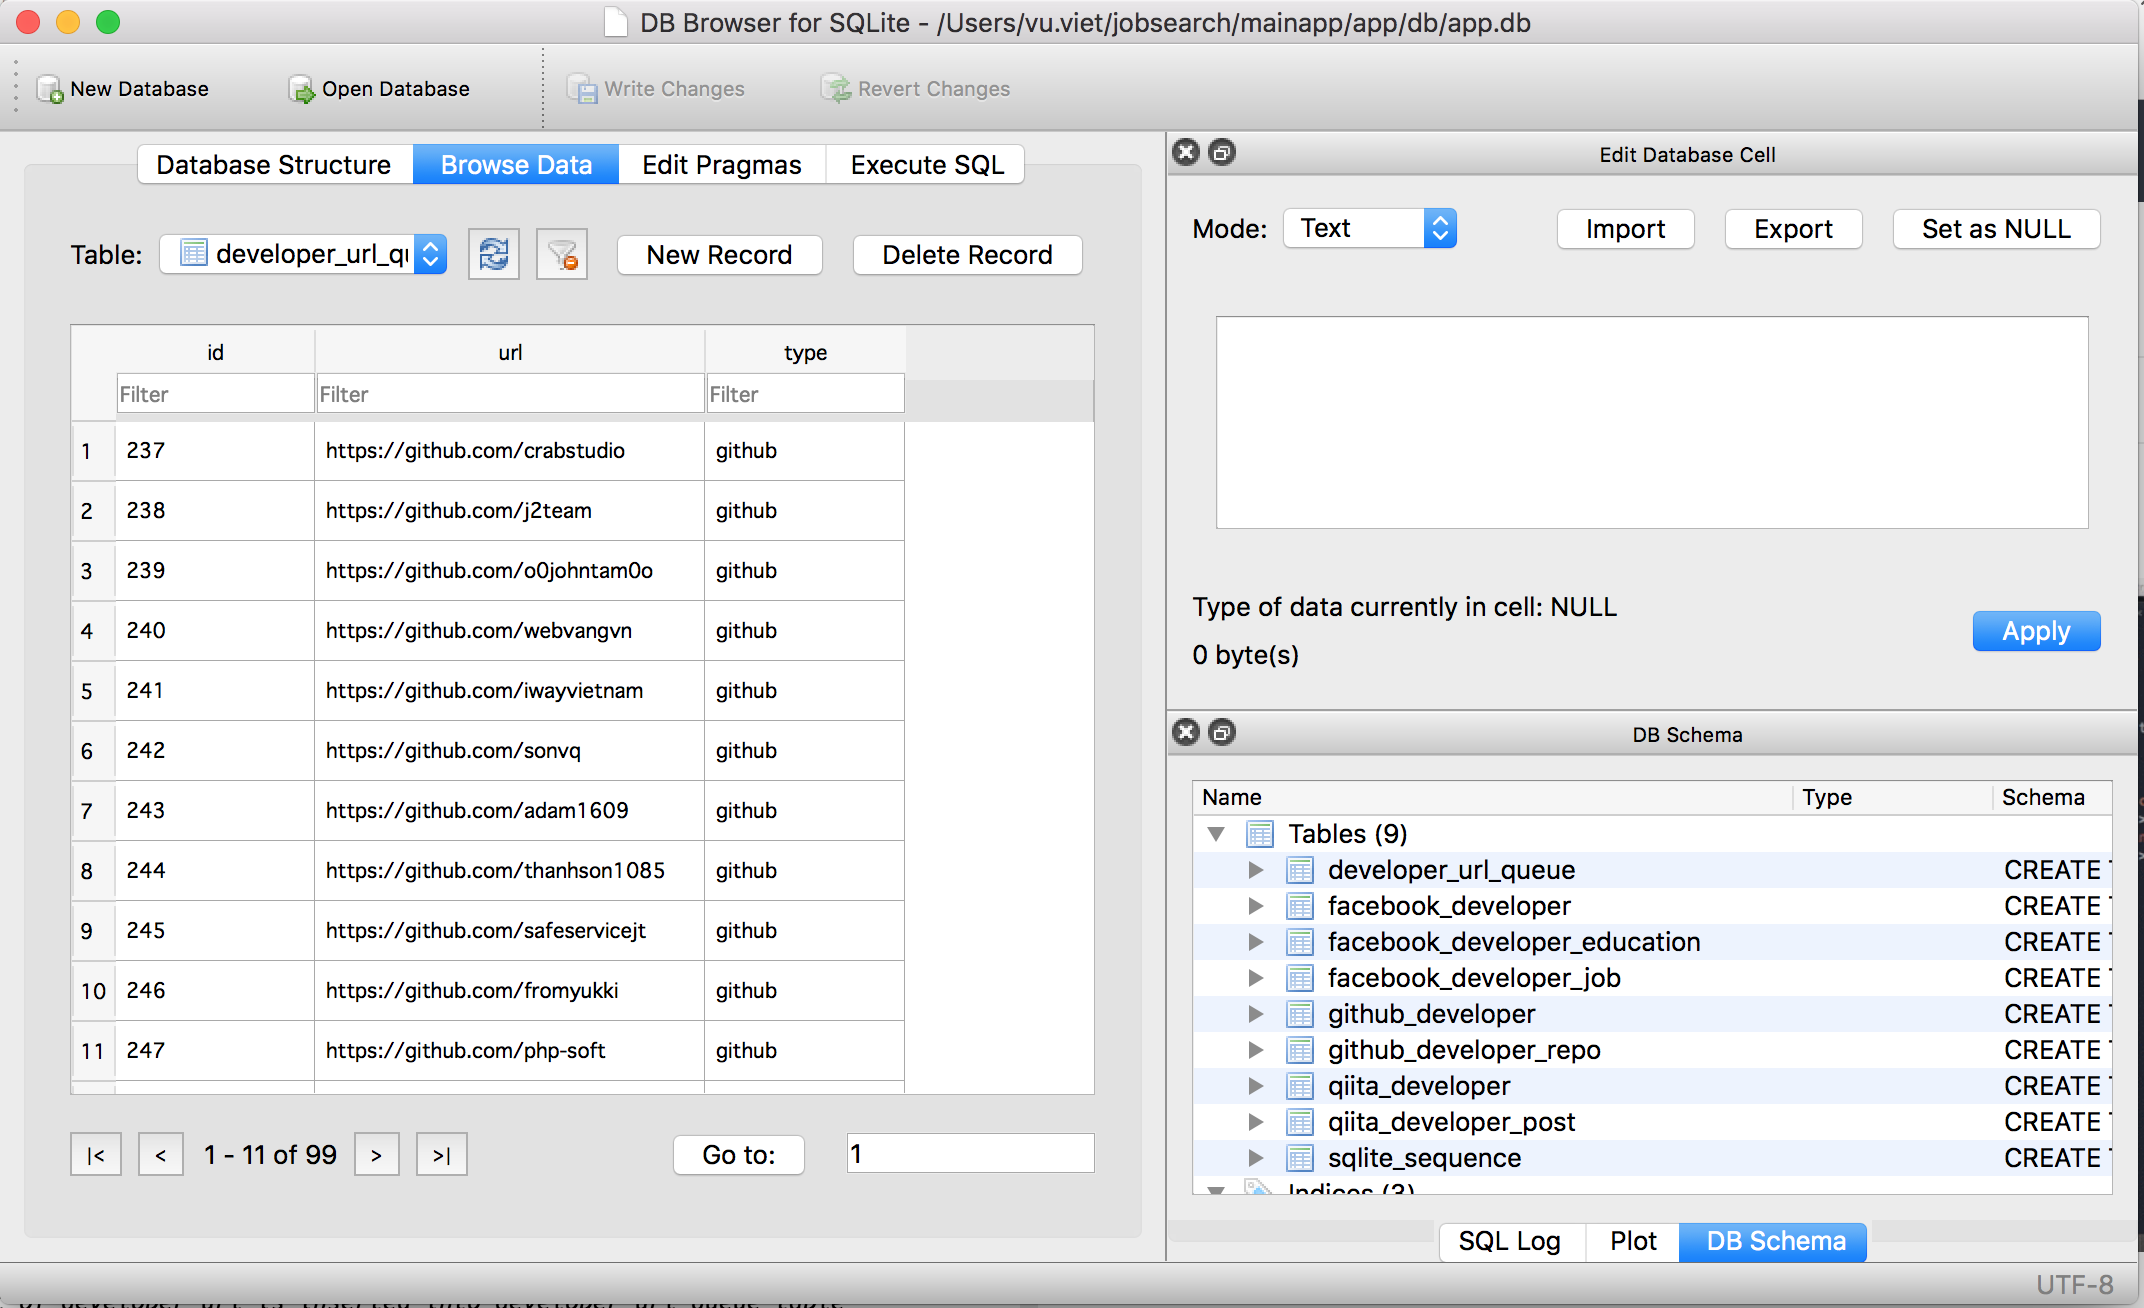 DB Browser for SQLite - /Users/vu.viet/jobsearch/mainapp/app/db/app.db
New Database Open Database Write Changes Revert Changes
Database Structure Browse Data Edit Pragmas Execute SQL
Table: developer_url_q New Record Delete Record
id url type
Filter Filter Filter
1 237 https://github.com/crabstudio github
2 238 https://github.com/j2team github
3 239 https://github.com/o0johntam0o github
4 240 https://github.com/webvangvn github
5 241 https://github.com/iwayvietnam github
6 242 https://github.com/sonvq github
7 243 https://github.com/adam1609 github
8 244 https://github.com/thanhson1085 github
9 245 https://github.com/safeservicejt github
10 246 https://github.com/fromyukki github
11 247 https://github.com/php-soft github
|< < 1 - 11 of 99 > >| Go to: 1
Edit Database Cell
Mode: Text Import Export Set as NULL
Type of data currently in cell: NULL
0 byte(s)
Apply
DB Schema
Name Type Schema
Tables (9)
developer_url_queue CREATE T
facebook_developer CREATE T
facebook_developer_education CREATE T
facebook_developer_job CREATE T
github_developer CREATE T
github_developer_repo CREATE T
qiita_developer CREATE T
qiita_developer_post CREATE T
sqlite_sequence CREATE T
Indices (3)
SQL Log Plot DB Schema
UTF-8